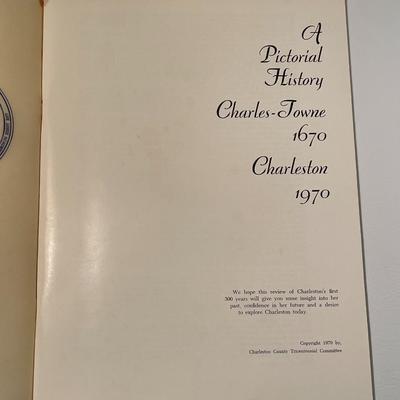 A
Pictorial
History
Charles-Towne
1670
Charleston
1970
We hope this review of Charleston's first
300 years will give you some insight into her
past, confidence in her future and a desire
to explore Charleston today.
Copyright 1970 by,
Charleston County Tricentennial Committee